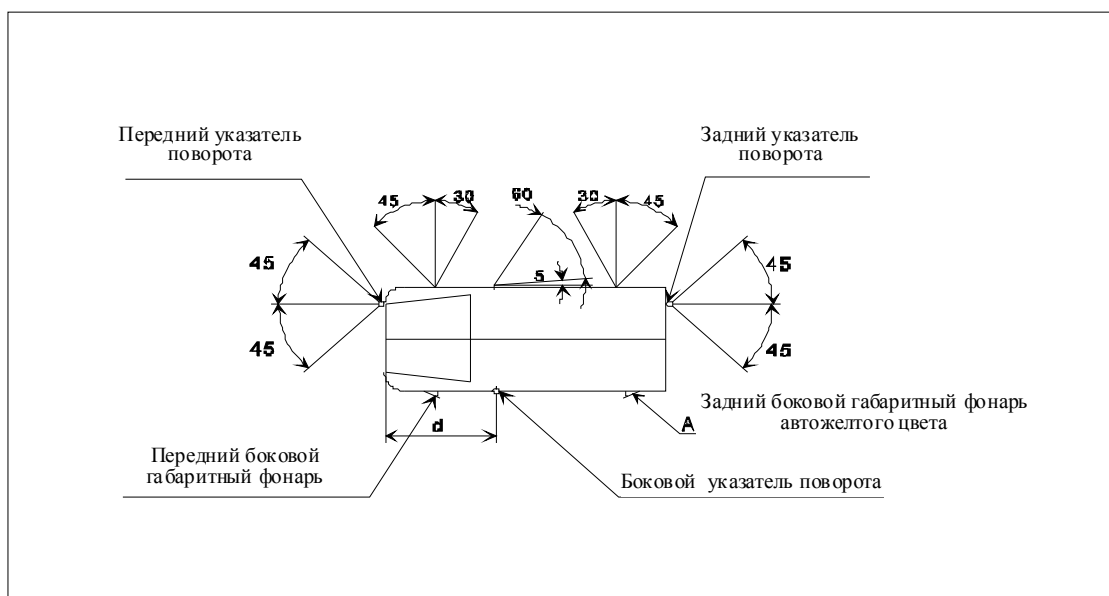 Передний указатель
поворота
Задний указатель
поворота
45
30
60
30
45
45
5
45
45
45
d
A
Задний боковой габаритный фонарь
автожелтого цвета
Передний боковой
габаритный фонарь
Боковой указатель поворота